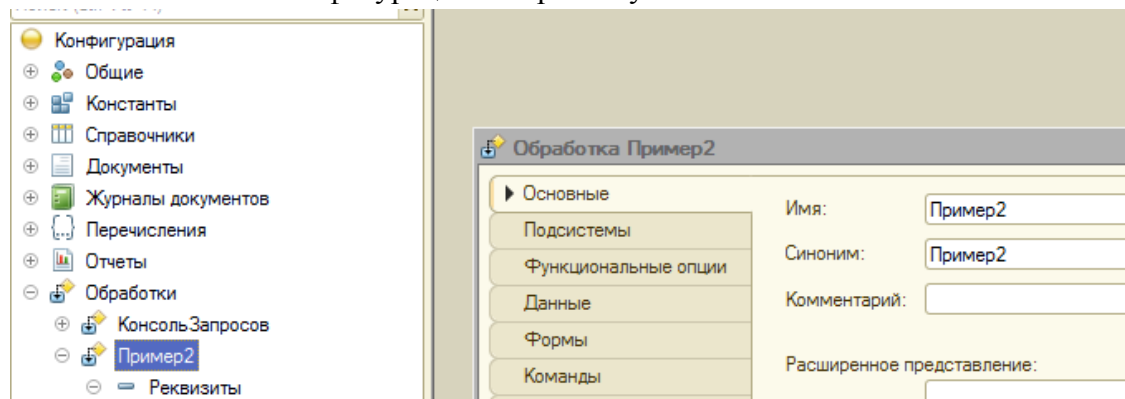 Конфигурация
Общие
Константы
Справочники
Документы
Журналы документов
Перечисления
Отчеты
Обработки
КонсольЗапросов
Пример2
Реквизиты
Обработка Пример2
Основные
Подсистемы
Функциональные опции
Данные
Формы
Команды
Имя:
Пример2
Синоним:
Пример2
Комментарий:
Расширенное представление: